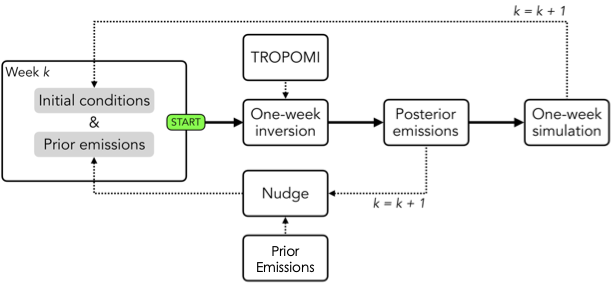 k = k + 1
TROPOMI
Week k
Initial conditions
&
Prior emissions
START
One-week
inversion
Posterior
emissions
One-week
simulation
Nudge
k = k + 1
Prior
Emissions